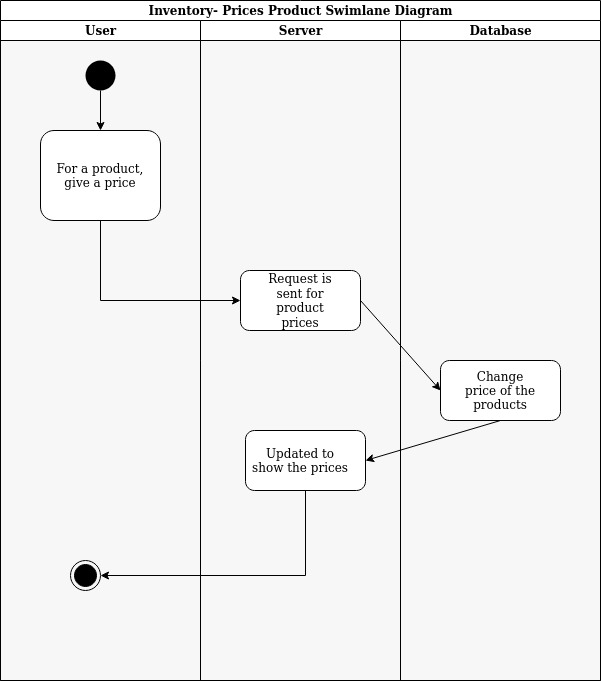 Inventory- Prices Product Swimlane Diagram
User
Server
Database
For a product,
give a price
Request is
sent for
product
prices
Change
price of the
products
Updated to
show the prices